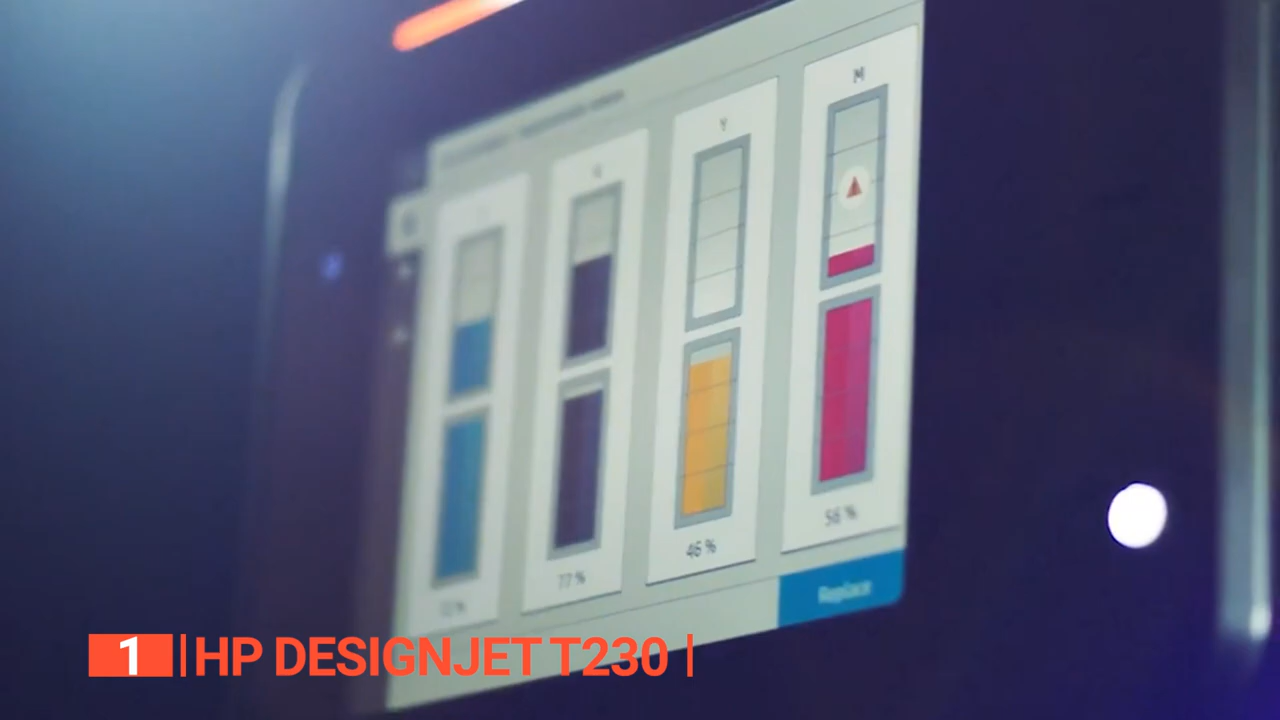 Y
M
77 %
46 %
56 %
Replace
1 HP DESIGNJET T230